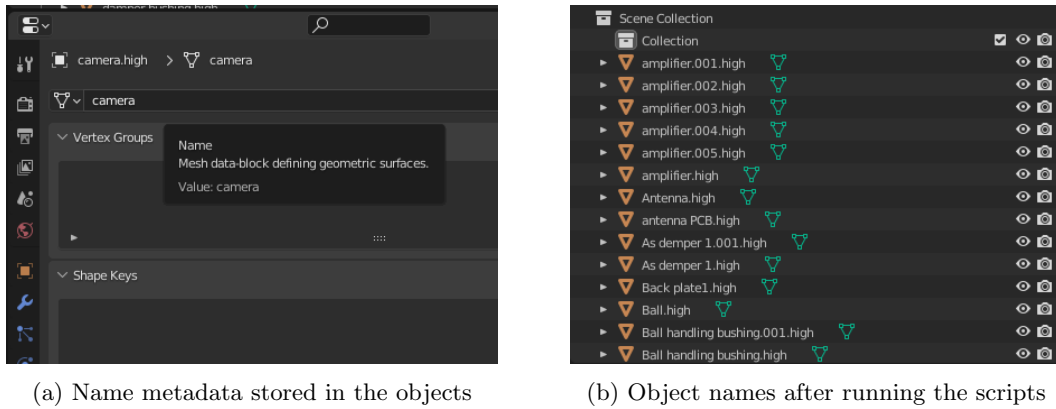 damper bushing.high
camera.high > camera
camera
Vertex Groups
Name
Mesh data-block defining geometric surfaces.
Value: camera
Shape Keys
(a) Name metadata stored in the objects
Scene Collection
Collection
amplifier.001.high
amplifier.002.high
amplifier.003.high
amplifier.004.high
amplifier.005.high
amplifier.high
Antenna.high
antenna PCB.high
As demper 1.001.high
As demper 1.high
Back plate1.high
Ball.high
Ball handling bushing.001.high
Ball handling bushing.high
(b) Object names after running the scripts